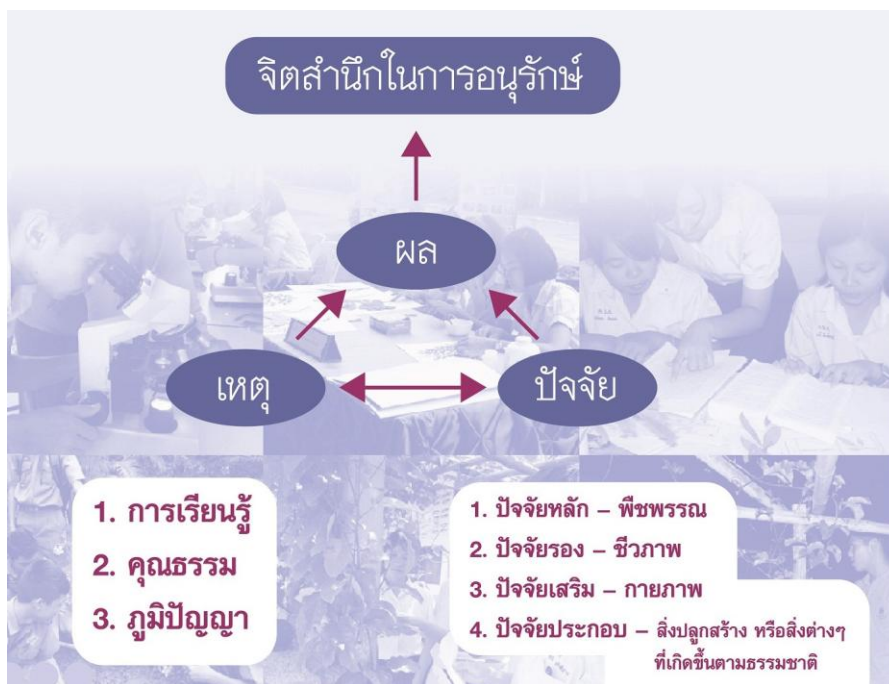 จิตสำนึกในการอนุรักษ์
ผล
เหตุ
ปัจจัย
1. การเรียนรู้
2. คุณธรรม
3. ภูมิปัญญา
1. ปัจจัยหลัก – พืชพรรณ
2. ปัจจัยรอง – ชีวภาพ
3. ปัจจัยเสริม – กายภาพ
4. ปัจจัยประกอบ – สิ่งปลูกสร้าง หรือสิ่งต่างๆ
ที่เกิดขึ้นตามธรรมชาติ